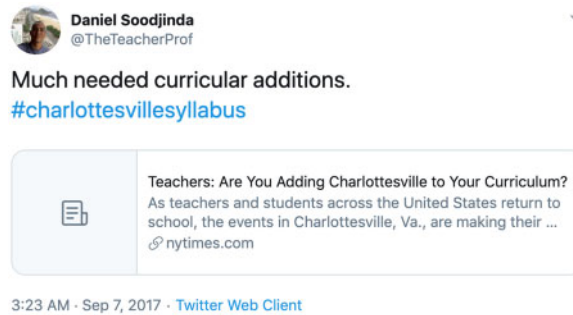 Daniel Soodjinda
@TheTeacherProf
Much needed curricular additions.
#charlottesvillesyllabus
Teachers: Are You Adding Charlottesville to Your Curriculum?
As teachers and students across the United States return to
school, the events in Charlottesville, Va., are making their ...
nytimes.com
3:23 AM · Sep 7, 2017 · Twitter Web Client